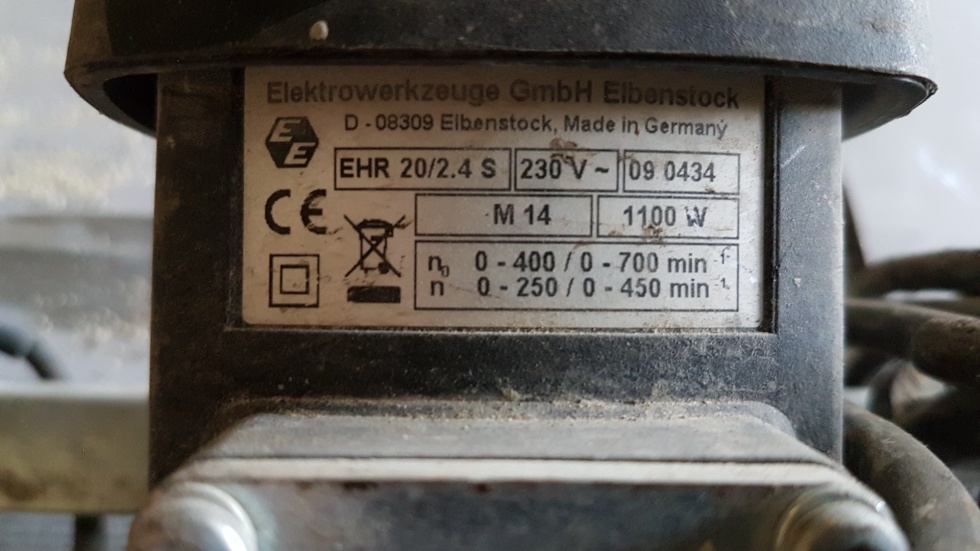 Elektrowerkzeuge GmbH Eibenstock
D - 08309 Eibenstock, Made in Germany
EE
EHR 20/2.4 S 230 V ~ 09 0434
CE M 14 1100 W
n₀ 0 - 400 / 0 - 700 min⁻¹
n 0 - 250 / 0 - 450 min⁻¹